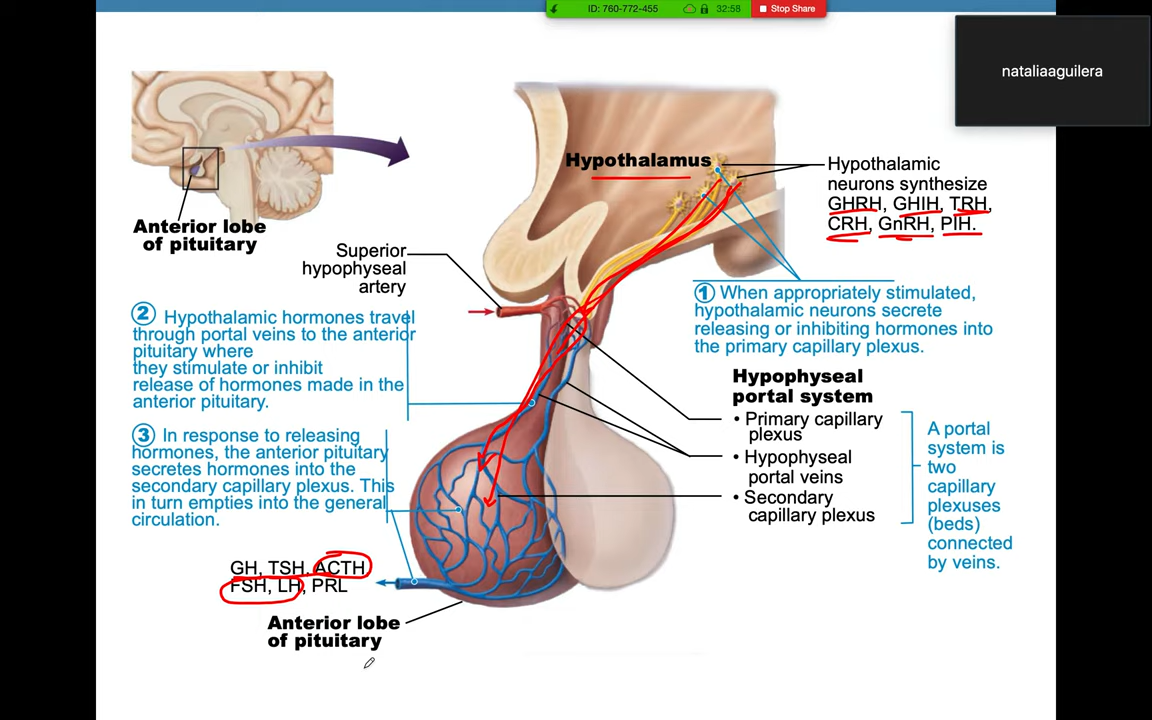 ID: 760-772-455
32:58
Stop Share
nataliaaguilera
Anterior lobe
of pituitary
Hypothalamus
Hypothalamic
neurons synthesize
GHRH, GHIH, TRH,
CRH, GnRH, PIH.
Superior
hypophyseal
artery
① When appropriately stimulated,
hypothalamic neurons secrete
releasing or inhibiting hormones into
the primary capillary plexus.
② Hypothalamic hormones travel
through portal veins to the anterior
pituitary where
they stimulate or inhibit
release of hormones made in the
anterior pituitary.
Hypophyseal
portal system
• Primary capillary
plexus
• Hypophyseal
portal veins
• Secondary
capillary plexus
A portal
system is
two
capillary
plexuses
(beds)
connected
by veins.
③ In response to releasing
hormones, the anterior pituitary
secretes hormones into the
secondary capillary plexus. This
in turn empties into the general
circulation.
GH, TSH, ACTH
FSH, LH, PRL
Anterior lobe
of pituitary